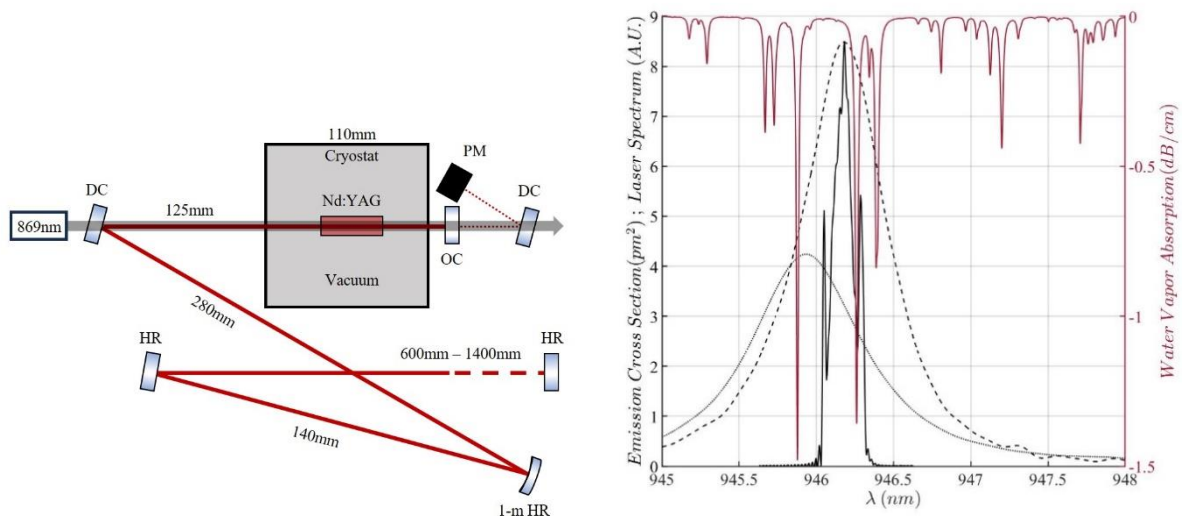 110mm
Cryostat
PM
DC
Nd:YAG
DC
125mm
869nm
OC
Vacuum
280mm
HR
600mm – 1400mm
HR
140mm
1-m HR
Emission Cross Section(pm²) ; Laser Spectrum (A.U.)
9
8
7
6
5
4
3
2
1
0
945
945.5
946
946.5
947
947.5
948
λ (nm)
0
-0.5
-1
-1.5
Water Vapor Absorption(dB/cm)